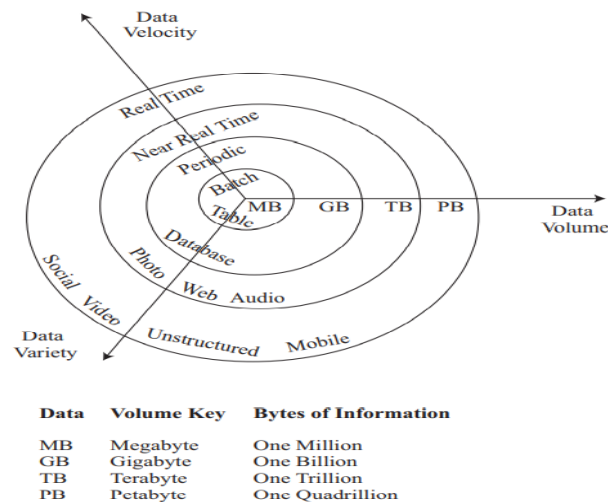 Data
Velocity
Real Time
Near Real Time
Periodic
Batch
MB GB TB PB
Data
Volume
Table
Database
Photo Web Audio
Social Video Unstructured Mobile
Data
Variety
Data Volume Key Bytes of Information
MB Megabyte One Million
GB Gigabyte One Billion
TB Terabyte One Trillion
PB Petabyte One Quadrillion